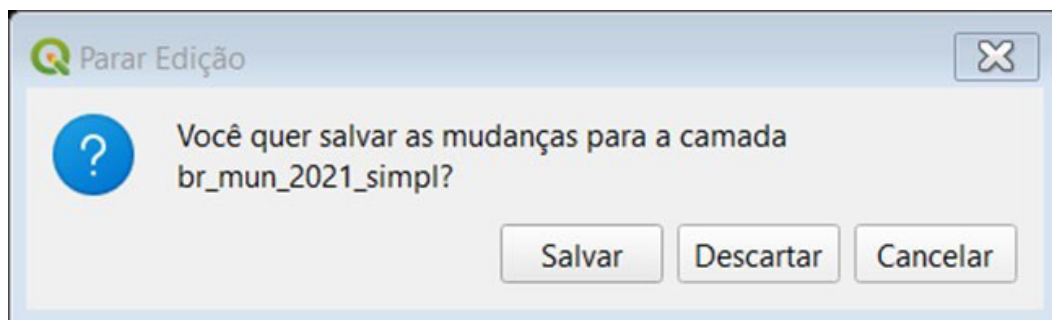 Parar Edição
Você quer salvar as mudanças para a camada
br_mun_2021_simpl?
Salvar Descartar Cancelar